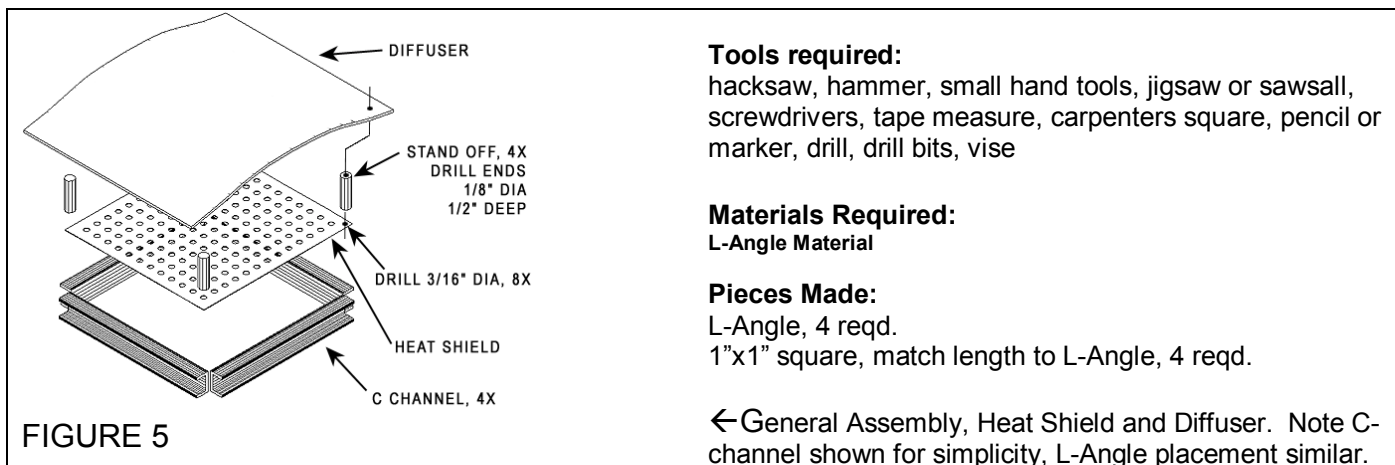 DIFFUSER
STAND OFF, 4X
DRILL ENDS
1/8" DIA
1/2" DEEP
DRILL 3/16" DIA, 8X
HEAT SHIELD
C CHANNEL, 4X
FIGURE 5
Tools required:
hacksaw, hammer, small hand tools, jigsaw or sawsall,
screwdrivers, tape measure, carpenters square, pencil or
marker, drill, drill bits, vise
Materials Required:
L-Angle Material
Pieces Made:
L-Angle, 4 reqd.
1”x1” square, match length to L-Angle, 4 reqd.
←General Assembly, Heat Shield and Diffuser.  Note C-
channel shown for simplicity, L-Angle placement similar.